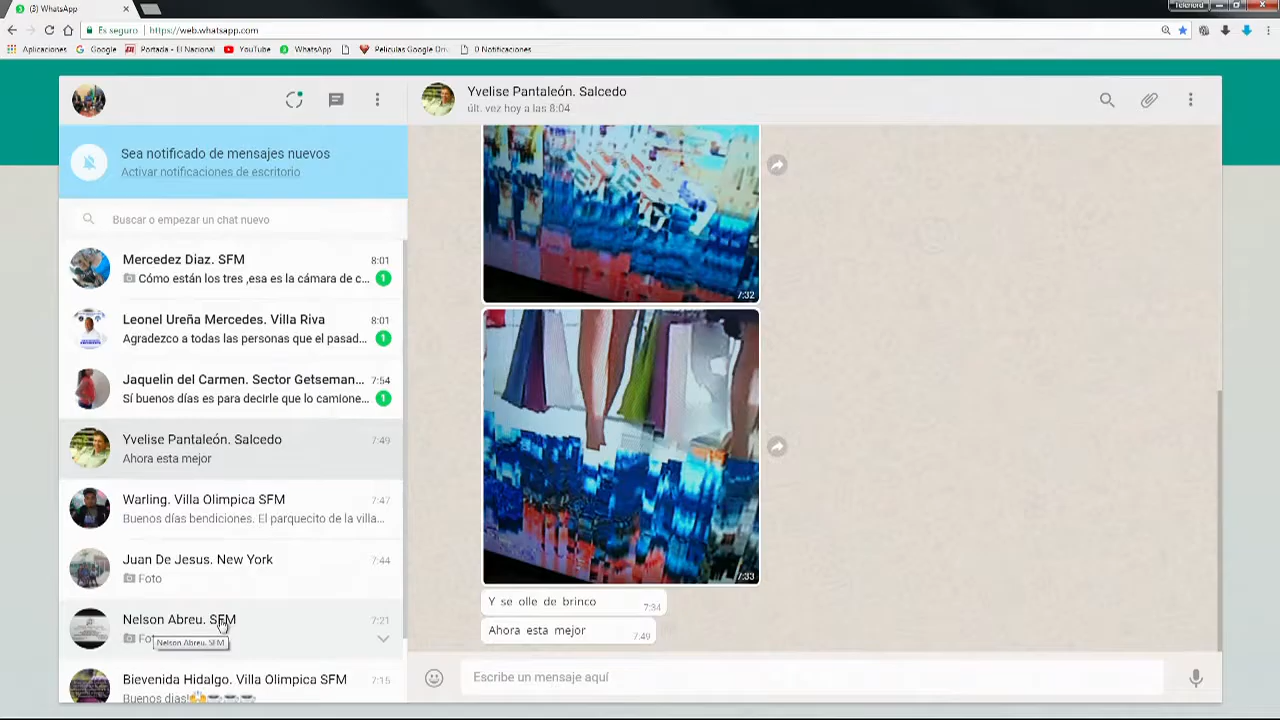 (3) WhatsApp
Telenord
Es seguro | https://web.whatsapp.com
Aplicaciones Google Portada - El Nacional YouTube WhatsApp Películas Google Dri 0 Notificaciones
Yvelise Pantaleón. Salcedo
últ. vez hoy a las 8:04
Sea notificado de mensajes nuevos
Activar notificaciones de escritorio
Buscar o empezar un chat nuevo
Mercedez Diaz. SFM 8:01
Cómo están los tres ,esa es la cámara de c... 1
Leonel Ureña Mercedes. Villa Riva 8:01
Agradezco a todas las personas que el pasad... 1
Jaquelin del Carmen. Sector Getseman... 7:54
Sí buenos días es para decirle que lo camione... 1
Yvelise Pantaleón. Salcedo 7:49
Ahora esta mejor
Warling. Villa Olimpica SFM 7:47
Buenos días bendiciones. El parquecito de la villa...
Juan De Jesus. New York 7:44
Foto
Nelson Abreu. SFM 7:21
Fo
Nelson Abreu. SFM
Bievenida Hidalgo. Villa Olimpica SFM 7:15
Buenos dias!
7:32
7:33
Y se olle de brinco 7:34
Ahora esta mejor 7:49
Escribe un mensaje aquí